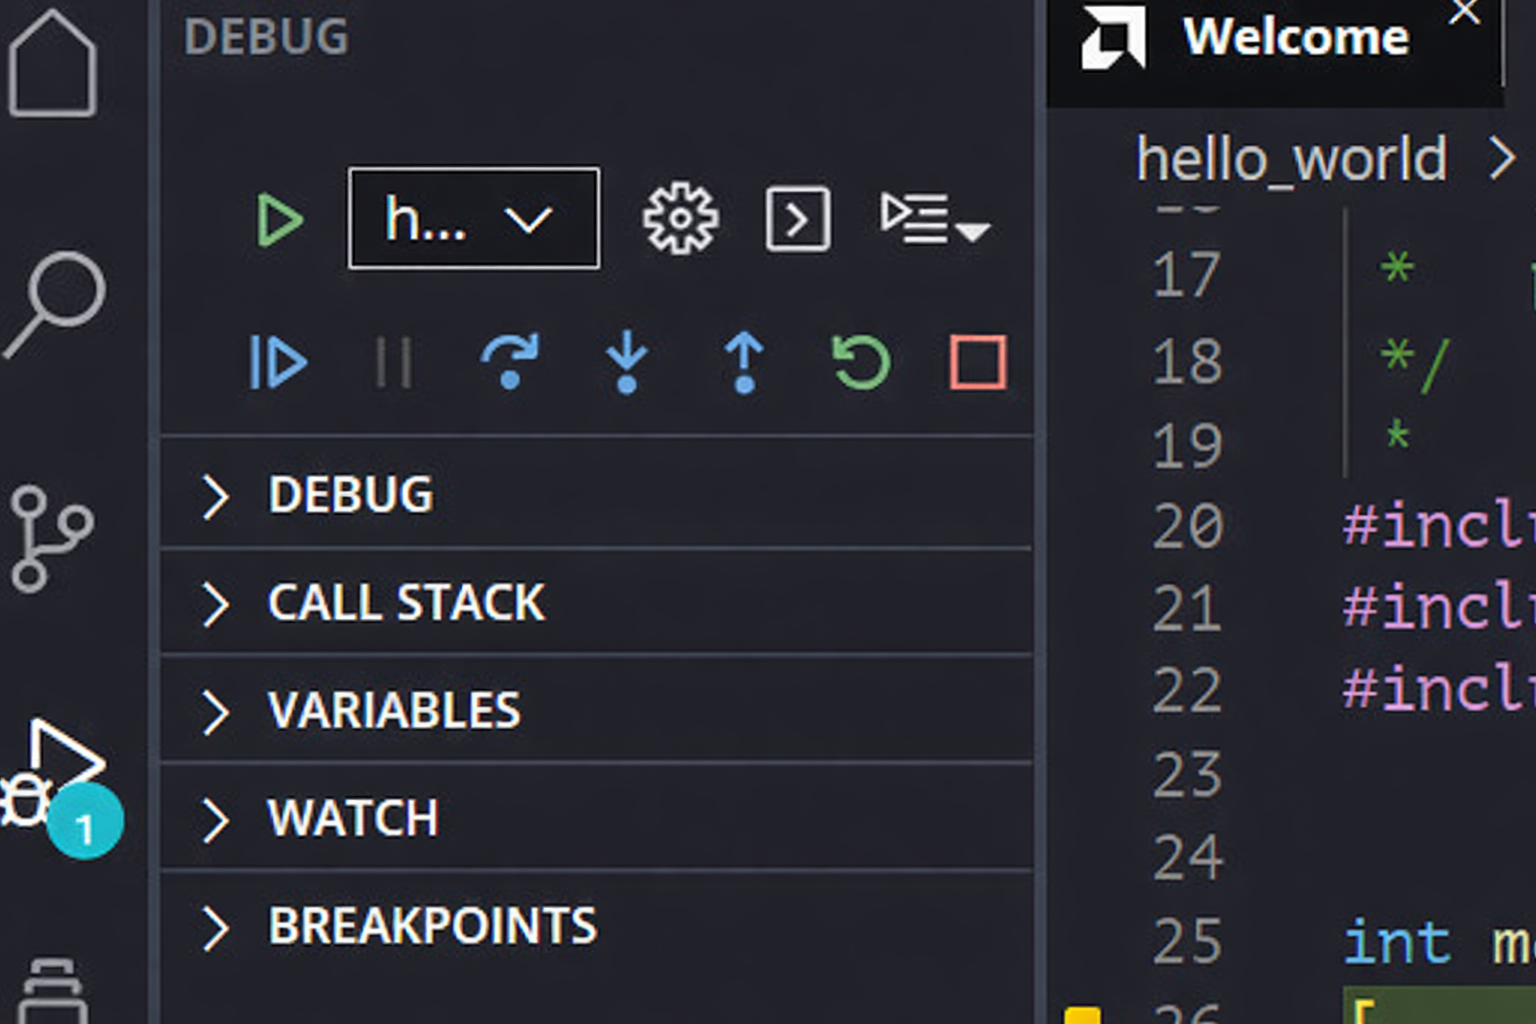 DEBUG
h...
DEBUG
CALL STACK
VARIABLES
WATCH
BREAKPOINTS
1
Welcome
hello_world >
17 *
18 */
19 *
20 #incl
21 #incl
22 #incl
23
24
25 int m
26 {